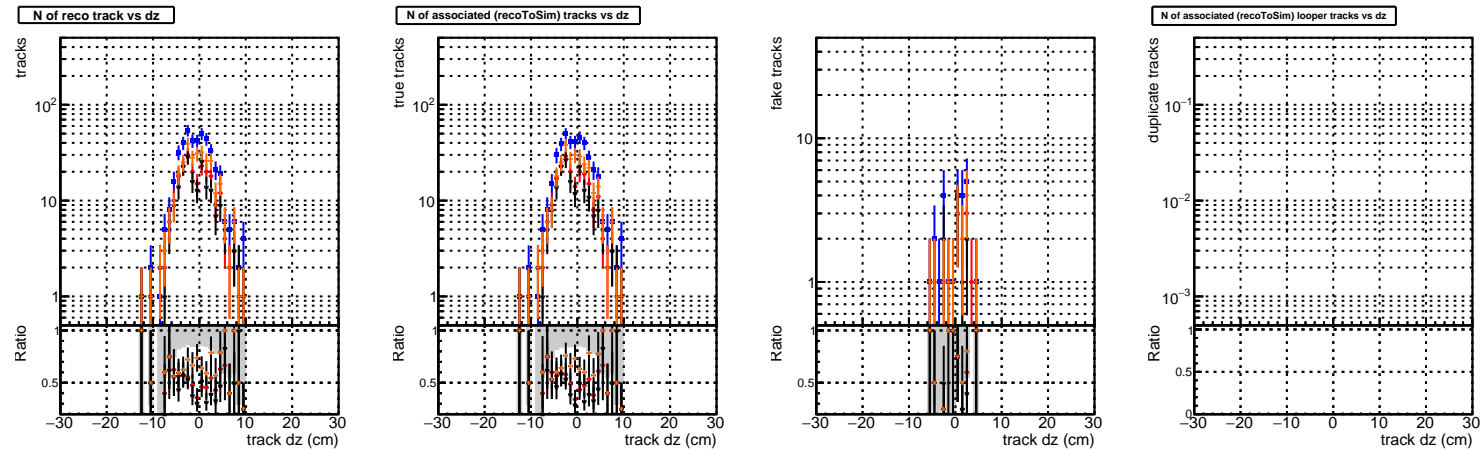 N of reco track vs dz
tracks
10²
10
1
Ratio
1
0.5
−30 −20 −10 0 10 20 30
track dz (cm)
N of associated (recoToSim) tracks vs dz
true tracks
10²
10
1
Ratio
1
0.5
−30 −20 −10 0 10 20 30
track dz (cm)
fake tracks
10
1
Ratio
1
0.5
−30 −20 −10 0 10 20 30
track dz (cm)
N of associated (recoToSim) looper tracks vs dz
duplicate tracks
10⁻¹
10⁻²
10⁻³
Ratio
1
0.5
0
−30 −20 −10 0 10 20 30
track dz (cm)